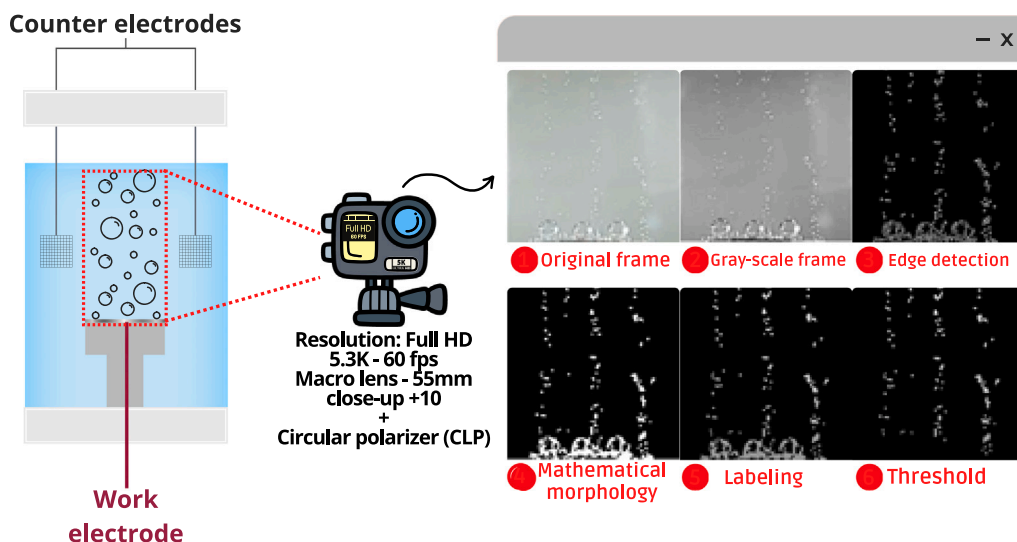 Counter electrodes
– x
Full HD
60 FPS
5K
Resolution: Full HD
5.3K - 60 fps
Macro lens - 55mm
close-up +10
+
Circular polarizer (CLP)
1 Original frame
2 Gray-scale frame
3 Edge detection
4 Mathematical
morphology
5 Labeling
6 Threshold
Work
electrode